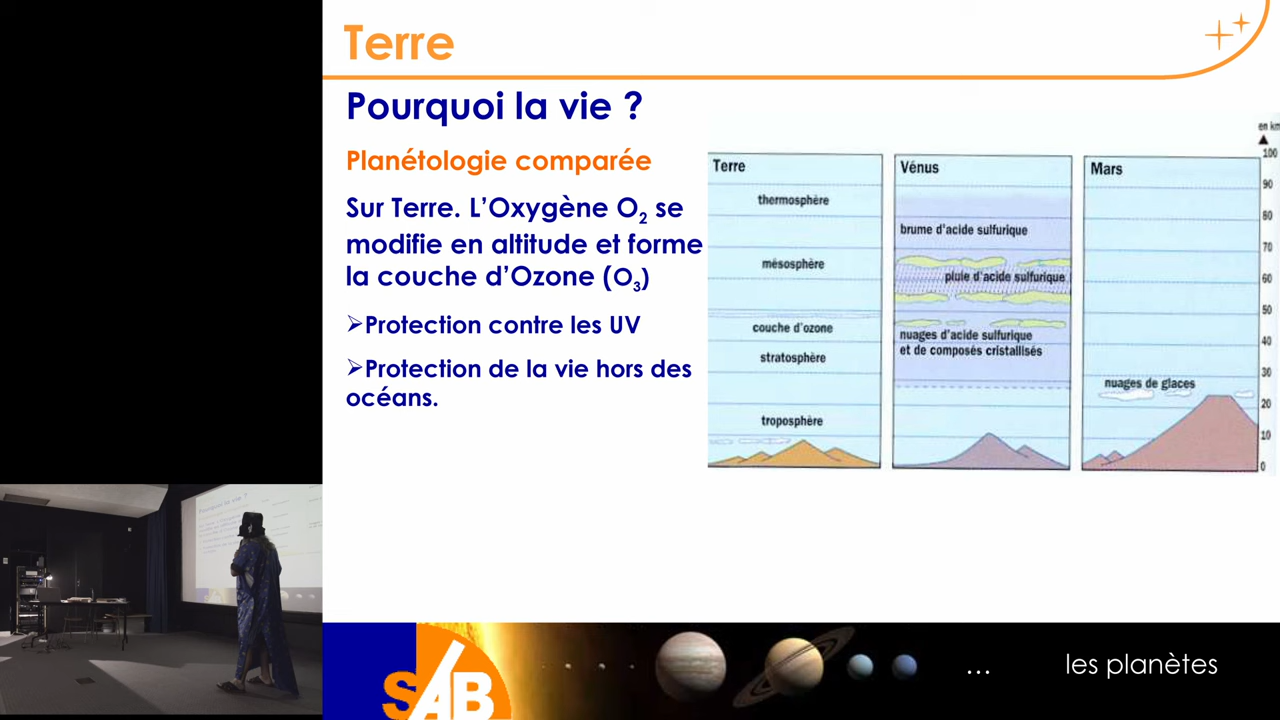 Terre
Pourquoi la vie ?
Planétologie comparée
Sur Terre. L'Oxygène O2 se
modifie en altitude et forme
la couche d'Ozone (O3)
➢Protection contre les UV
➢Protection de la vie hors des
océans.
en km
Terre
thermosphère
mésosphère
couche d'ozone
stratosphère
troposphère
Vénus
brume d'acide sulfurique
pluie d'acide sulfurique
nuages d'acide sulfurique
et de composés cristallisés
Mars
nuages de glaces
100
90
80
70
60
50
40
30
20
10
0
Pourquoi la vie ?
SAB
... les planètes